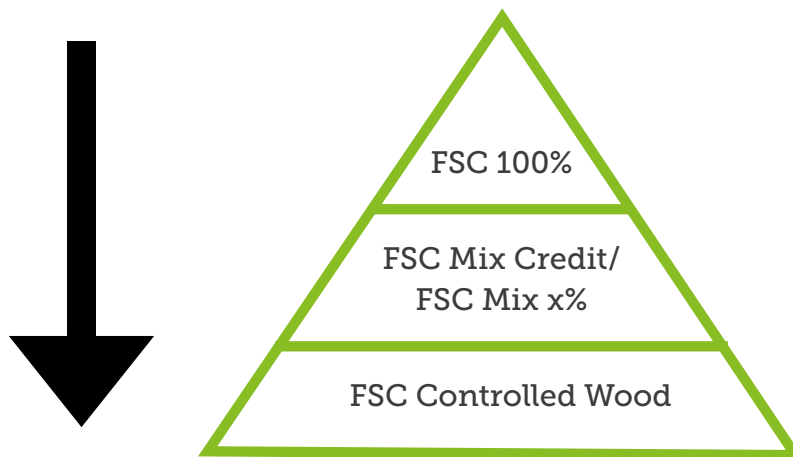 FSC 100%
FSC Mix Credit/
FSC Mix x%
FSC Controlled Wood